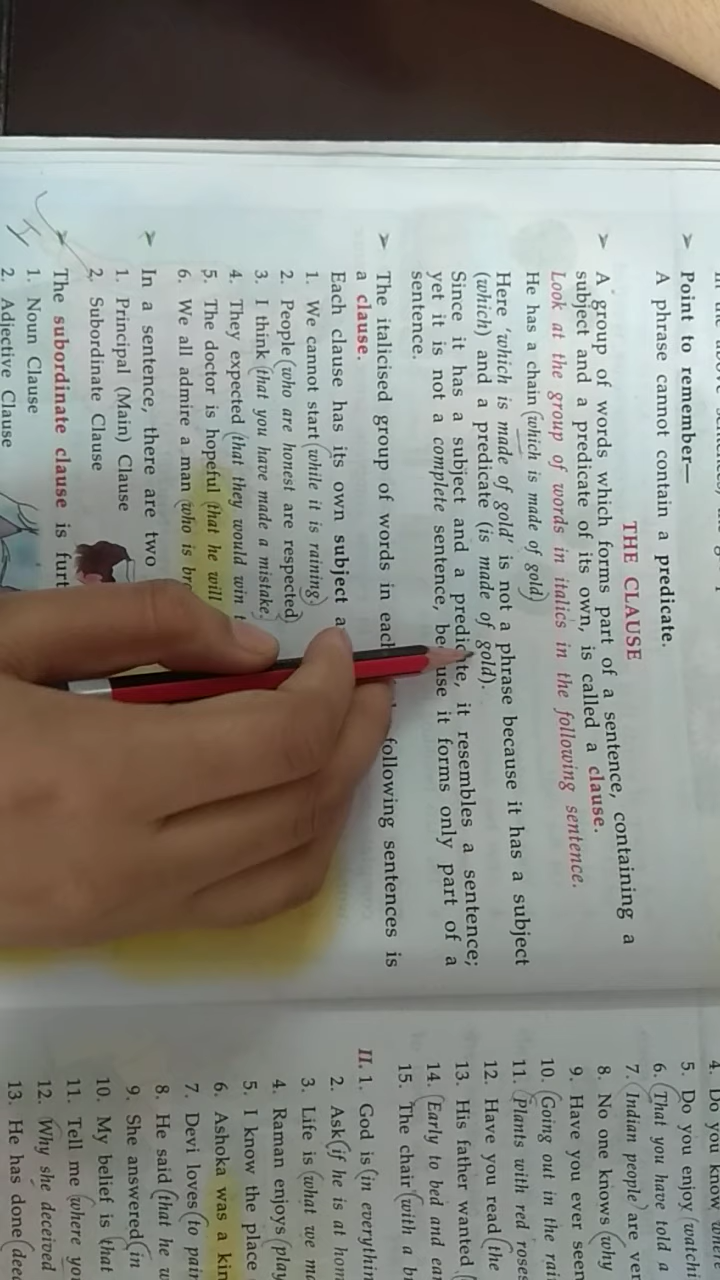 Point to remember—
A phrase cannot contain a predicate.
THE CLAUSE
➤ A group of words which forms part of a sentence, containing a
subject and a predicate of its own, is called a clause.
Look at the group of words in italics in the following sentence.
He has a chain (which is made of gold)
Here 'which is made of gold' is not a phrase because it has a subject
(which) and a predicate (is made of gold).
Since it has a subject and a predicate, it resembles a sentence;
yet it is not a complete sentence, because it forms only part of a
sentence.
➤ The italicised group of words in each following sentences is
a clause.
Each clause has its own subject
1. We cannot start (while it is raining).
2. People (who are honest are respected)
3. I think (that you have made a mistake.
4. They expected (that they would win
5. The doctor is hopeful (that he will
6. We all admire a man (who is
➤ In a sentence, there are two
1. Principal (Main) Clause
2. Subordinate Clause
➤ The subordinate clause is
1. Noun Clause
2. Adjective Clause
4. Do you know
5. Do you enjoy
6. (That you have told a
7. (Indian people) are
8. No one knows (why
9. Have you ever seen
10. (Going out in the
11. (Plants with red roses
12. Have you read (the
13. His father wanted
14. (Early to bed and
15. The chair (with a
II. 1. God is (in
2. Ask (if he is at
3. Life is (what we
4. Raman enjoys
5. I know the place
6. Ashoka was a
7. Devi loves (to
8. He said (that he
9. She answered (in
10. My belief is (that
11. Tell me (where
12. Why she deceived
13. He has done